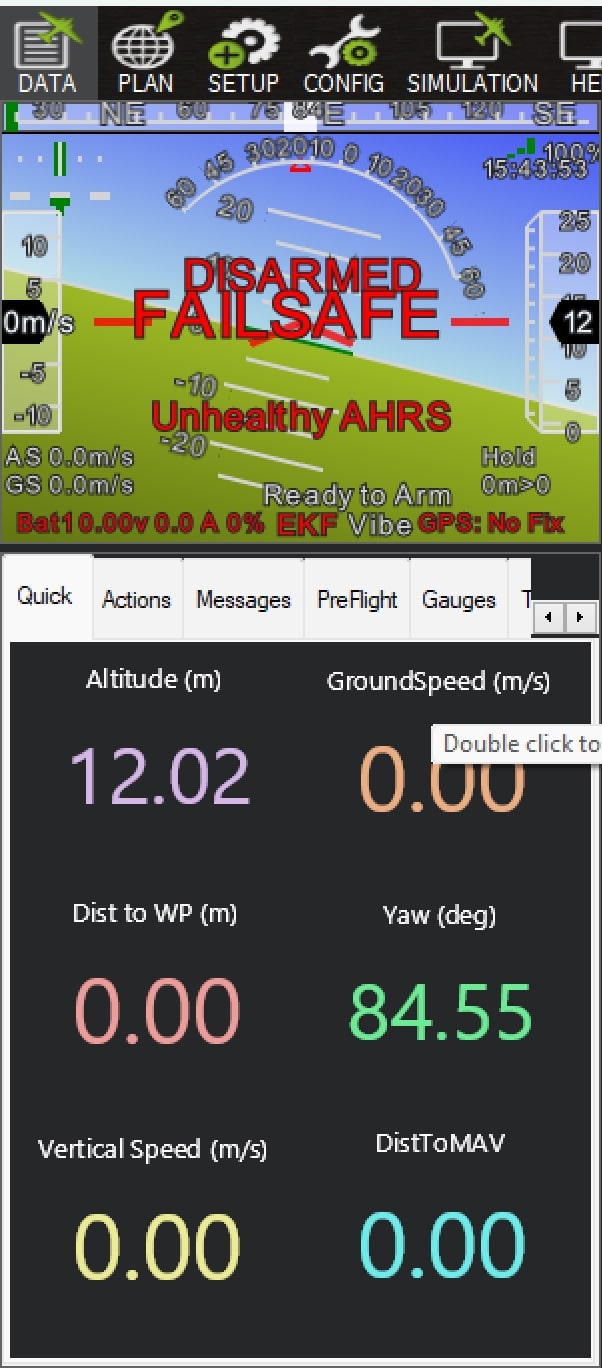 DATA PLAN SETUP CONFIG SIMULATION HE
30 NE 60 75 84 E 105 120 SE
100%
15:43:53
60 45 30 20 10 0 10 20 30 45 60
20
10 25
5 20
DISARMED
FAILSAFE
0m/s 12
-5 10
-10 5
-10 0
Unhealthy AHRS
-20
AS 0.0m/s Hold
GS 0.0m/s 0m>0
Ready to Arm
Bat1 0.00v 0.0 A 0% EKF Vibe GPS: No Fix
Quick Actions Messages PreFlight Gauges T
Altitude (m) GroundSpeed (m/s)
Double click to
12.02 0.00
Dist to WP (m) Yaw (deg)
0.00 84.55
Vertical Speed (m/s) DistToMAV
0.00 0.00